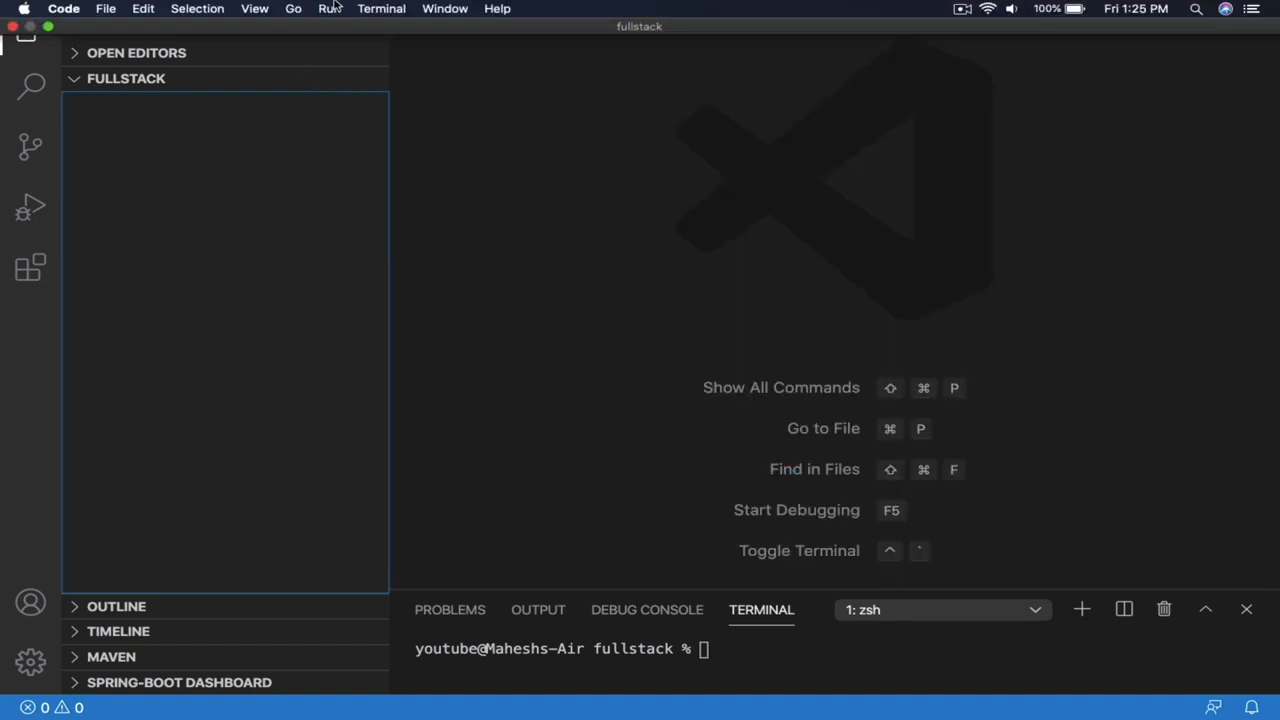 Code File Edit Selection View Go Run Terminal Window Help 100% Fri 1:25 PM
fullstack
OPEN EDITORS
FULLSTACK
Show All Commands ⇧ ⌘ P
Go to File ⌘ P
Find in Files ⇧ ⌘ F
Start Debugging F5
Toggle Terminal ^ `
OUTLINE
TIMELINE
MAVEN
SPRING-BOOT DASHBOARD
PROBLEMS OUTPUT DEBUG CONSOLE TERMINAL 1: zsh
youtube@Maheshs-Air fullstack %
0 0